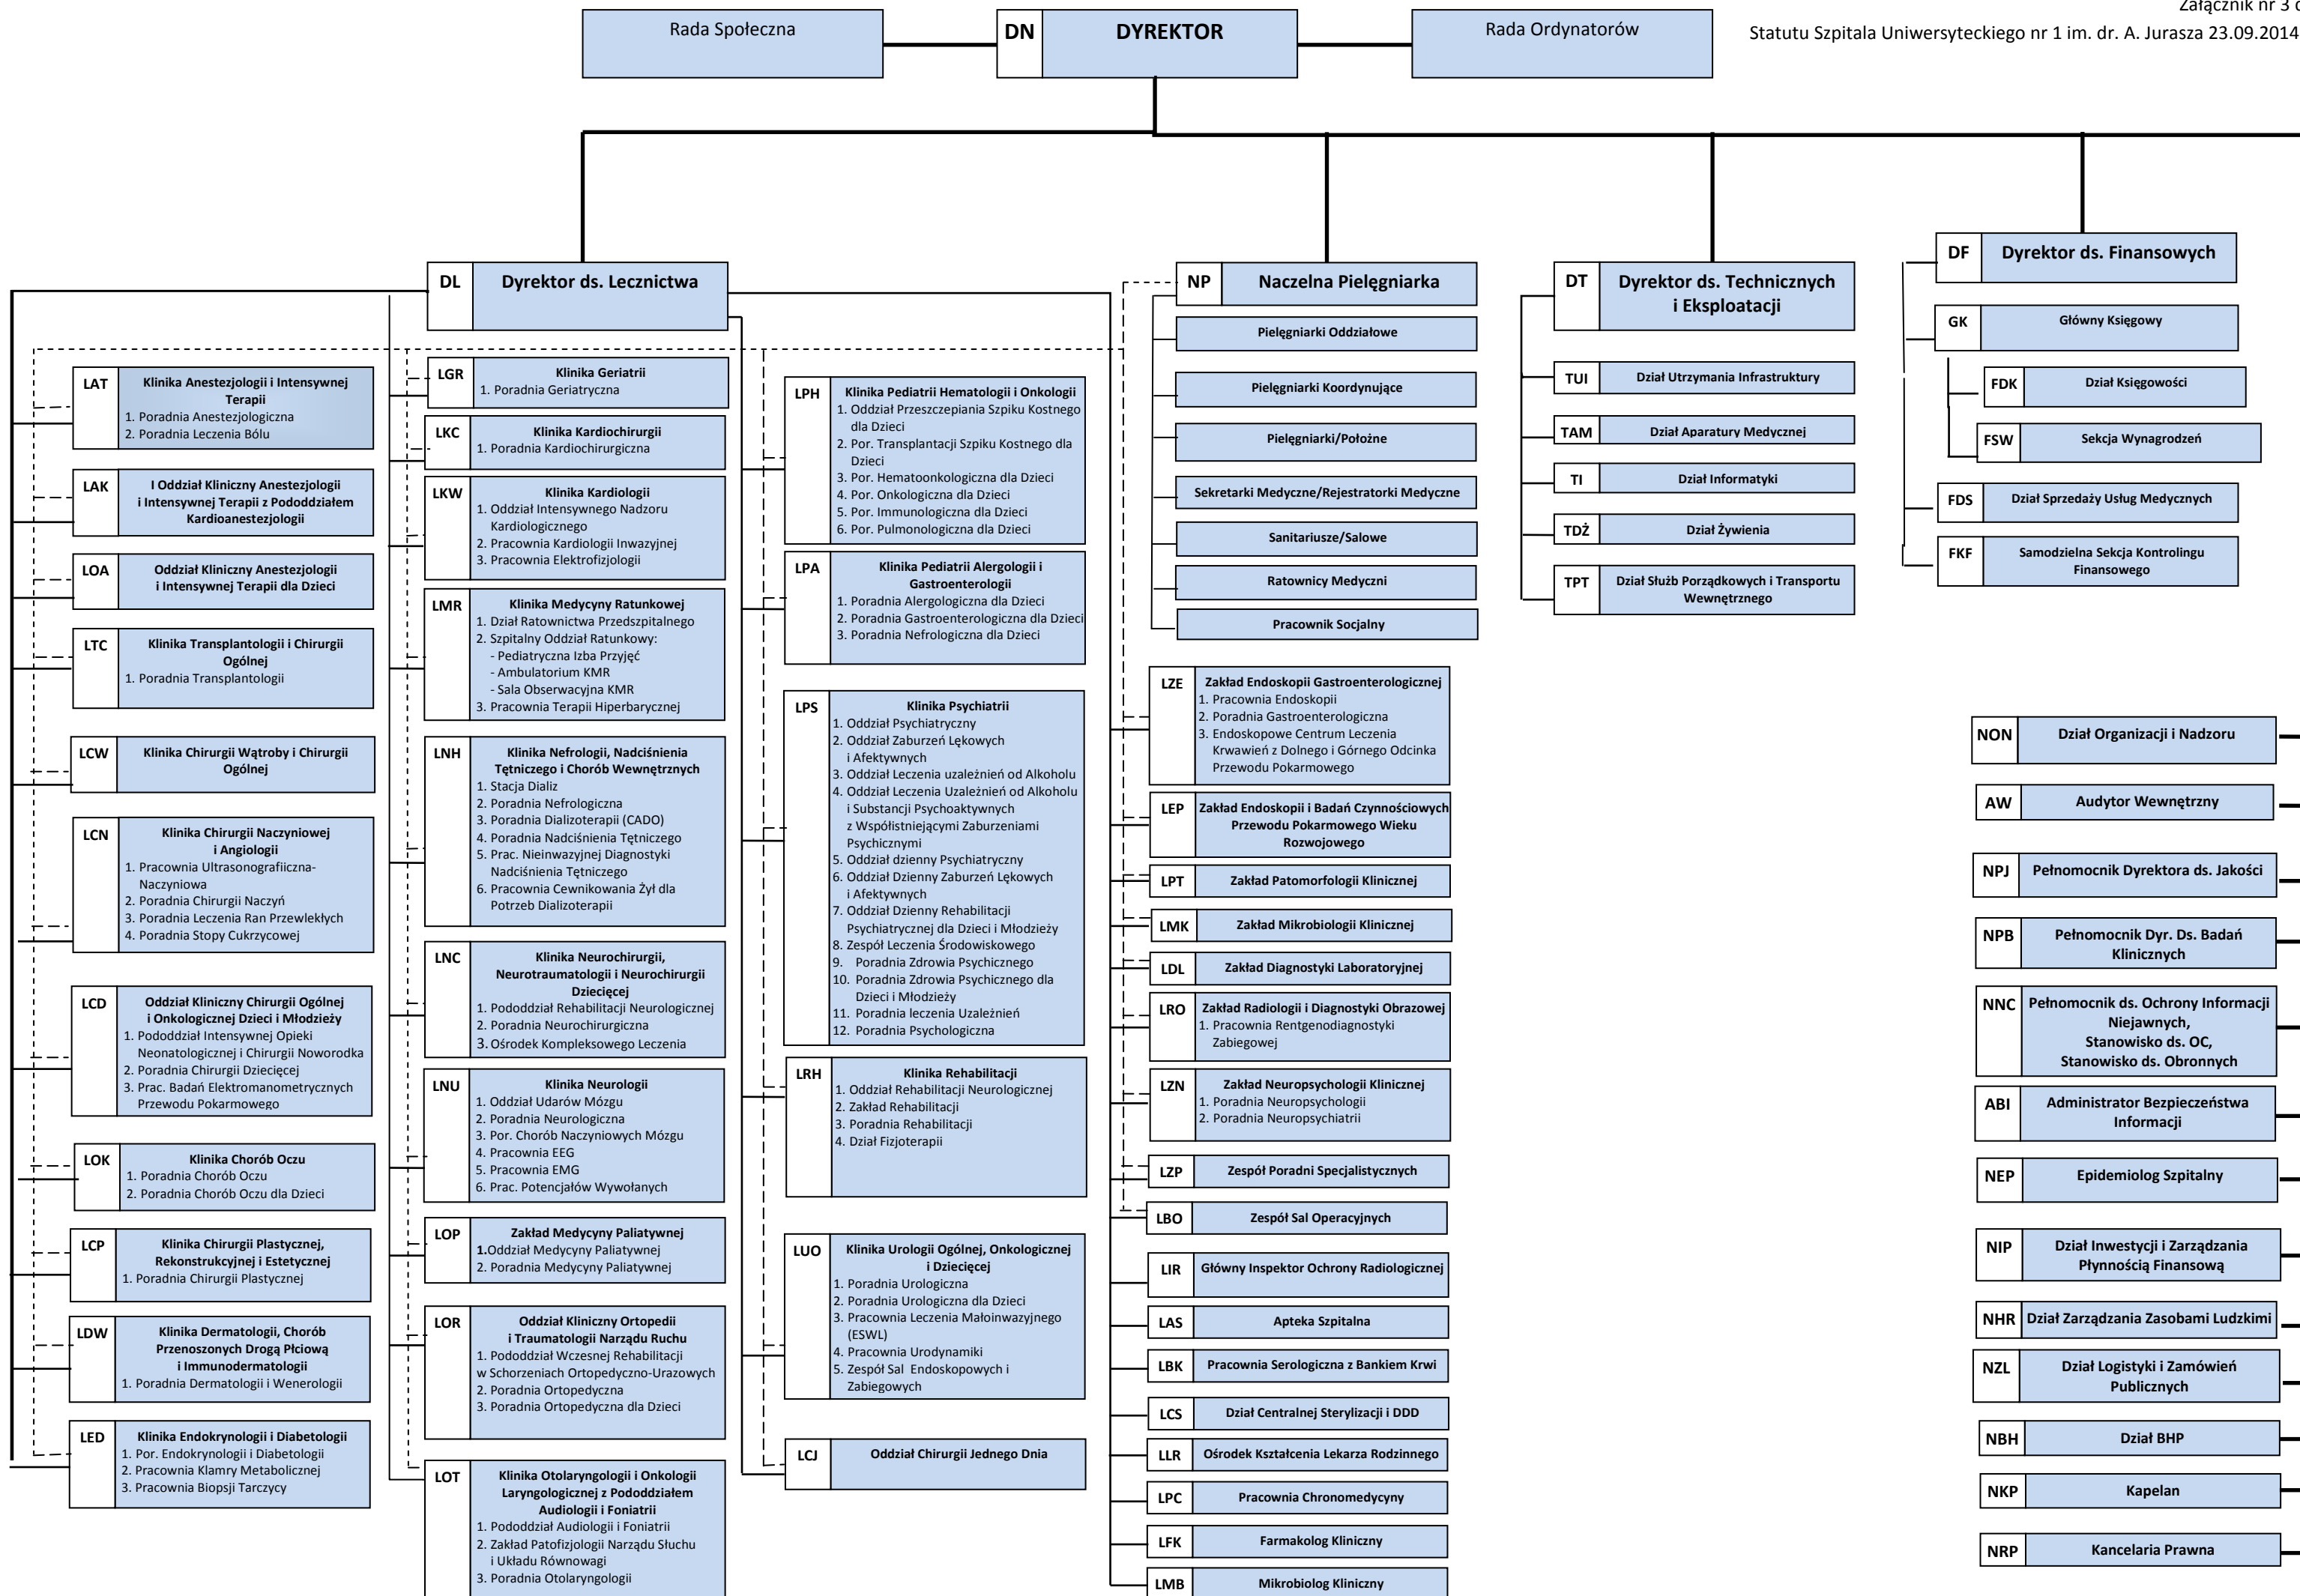 Załącznik nr 3 d
Statutu Szpitala Uniwersyteckiego nr 1 im. dr. A. Jurasza 23.09.2014
Rada Społeczna
DN
DYREKTOR
Rada Ordynatorów
DL
Dyrektor ds. Lecznictwa
LAT
Klinika Anestezjologii i Intensywnej
Terapii
1. Poradnia Anestezjologiczna
2. Poradnia Leczenia Bólu
LAK
I Oddział Kliniczny Anestezjologii
i Intensywnej Terapii z Pododdziałem
Kardioanestezjologii
LOA
Oddział Kliniczny Anestezjologii
i Intensywnej Terapii dla Dzieci
LTC
Klinika Transplantologii i Chirurgii
Ogólnej
1. Poradnia Transplantologii
LCW
Klinika Chirurgii Wątroby i Chirurgii
Ogólnej
LCN
Klinika Chirurgii Naczyniowej
i Angiologii
1. Pracownia Ultrasonografiiczna-
Naczyniowa
2. Poradnia Chirurgii Naczyń
3. Poradnia Leczenia Ran Przewlekłych
4. Poradnia Stopy Cukrzycowej
LCD
Oddział Kliniczny Chirurgii Ogólnej
i Onkologicznej Dzieci i Młodzieży
1. Pododdział Intensywnej Opieki
Neonatologicznej i Chirurgii Noworodka
2. Poradnia Chirurgii Dziecięcej
3. Prac. Badań Elektromanometrycznych
Przewodu Pokarmowego
LOK
Klinika Chorób Oczu
1. Poradnia Chorób Oczu
2. Poradnia Chorób Oczu dla Dzieci
LCP
Klinika Chirurgii Plastycznej,
Rekonstrukcyjnej i Estetycznej
1. Poradnia Chirurgii Plastycznej
LDW
Klinika Dermatologii, Chorób
Przenoszonych Drogą Płciową
i Immunodermatologii
1. Poradnia Dermatologii i Wenerologii
LED
Klinika Endokrynologii i Diabetologii
1. Por. Endokrynologii i Diabetologii
2. Pracownia Klamry Metabolicznej
3. Pracownia Biopsji Tarczycy
LGR
Klinika Geriatrii
1. Poradnia Geriatryczna
LKC
Klinika Kardiochirurgii
1. Poradnia Kardiochirurgiczna
LKW
Klinika Kardiologii
1. Oddział Intensywnego Nadzoru
Kardiologicznego
2. Pracownia Kardiologii Inwazyjnej
3. Pracownia Elektrofizjologii
LMR
Klinika Medycyny Ratunkowej
1. Dział Ratownictwa Przedszpitalnego
2. Szpitalny Oddział Ratunkowy:
- Pediatryczna Izba Przyjęć
- Ambulatorium KMR
- Sala Obserwacyjna KMR
3. Pracownia Terapii Hiperbarycznej
LNH
Klinika Nefrologii, Nadciśnienia
Tętniczego i Chorób Wewnętrznych
1. Stacja Dializ
2. Poradnia Nefrologiczna
3. Poradnia Dializoterapii (CADO)
4. Poradnia Nadciśnienia Tętniczego
5. Prac. Nieinwazyjnej Diagnostyki
Nadciśnienia Tętniczego
6. Pracownia Cewnikowania Żył dla
Potrzeb Dializoterapii
LNC
Klinika Neurochirurgii,
Neurotraumatologii i Neurochirurgii
Dziecięcej
1. Pododdział Rehabilitacji Neurologicznej
2. Poradnia Neurochirurgiczna
3. Ośrodek Kompleksowego Leczenia
LNU
Klinika Neurologii
1. Oddział Udarów Mózgu
2. Poradnia Neurologiczna
3. Por. Chorób Naczyniowych Mózgu
4. Pracownia EEG
5. Pracownia EMG
6. Prac. Potencjałów Wywołanych
LOP
Zakład Medycyny Paliatywnej
1.Oddział Medycyny Paliatywnej
2. Poradnia Medycyny Paliatywnej
LOR
Oddział Kliniczny Ortopedii
i Traumatologii Narządu Ruchu
1. Pododdział Wczesnej Rehabilitacji
w Schorzeniach Ortopedyczno-Urazowych
2. Poradnia Ortopedyczna
3. Poradnia Ortopedyczna dla Dzieci
LOT
Klinika Otolaryngologii i Onkologii
Laryngologicznej z Pododdziałem
Audiologii i Foniatrii
1. Pododdział Audiologii i Foniatrii
2. Zakład Patofizjologii Narządu Słuchu
i Układu Równowagi
3. Poradnia Otolaryngologii
LPH
Klinika Pediatrii Hematologii i Onkologii
1. Oddział Przeszczepiania Szpiku Kostnego
dla Dzieci
2. Por. Transplantacji Szpiku Kostnego dla
Dzieci
3. Por. Hematoonkologiczna dla Dzieci
4. Por. Onkologiczna dla Dzieci
5. Por. Immunologiczna dla Dzieci
6. Por. Pulmonologiczna dla Dzieci
LPA
Klinika Pediatrii Alergologii i
Gastroenterologii
1. Poradnia Alergologiczna dla Dzieci
2. Poradnia Gastroenterologiczna dla Dzieci
3. Poradnia Nefrologiczna dla Dzieci
LPS
Klinika Psychiatrii
1. Oddział Psychiatryczny
2. Oddział Zaburzeń Lękowych
i Afektywnych
3. Oddział Leczenia uzależnień od Alkoholu
4. Oddział Leczenia Uzależnień od Alkoholu
i Substancji Psychoaktywnych
z Współistniejącymi Zaburzeniami
Psychicznymi
5. Oddział dzienny Psychiatryczny
6. Oddział Dzienny Zaburzeń Lękowych
i Afektywnych
7. Oddział Dzienny Rehabilitacji
Psychiatrycznej dla Dzieci i Młodzieży
8. Zespół Leczenia Środowiskowego
9. Poradnia Zdrowia Psychicznego
10. Poradnia Zdrowia Psychicznego dla
Dzieci i Młodzieży
11. Poradnia leczenia Uzależnień
12. Poradnia Psychologiczna
LRH
Klinika Rehabilitacji
1. Oddział Rehabilitacji Neurologicznej
2. Zakład Rehabilitacji
3. Poradnia Rehabilitacji
4. Dział Fizjoterapii
LUO
Klinika Urologii Ogólnej, Onkologicznej
i Dziecięcej
1. Poradnia Urologiczna
2. Poradnia Urologiczna dla Dzieci
3. Pracownia Leczenia Małoinwazyjnego
(ESWL)
4. Pracownia Urodynamiki
5. Zespół Sal Endoskopowych i
Zabiegowych
LCJ
Oddział Chirurgii Jednego Dnia
NP
Naczelna Pielęgniarka
Pielęgniarki Oddziałowe
Pielęgniarki Koordynujące
Pielęgniarki/Położne
Sekretarki Medyczne/Rejestratorki Medyczne
Sanitariusze/Salowe
Ratownicy Medyczni
Pracownik Socjalny
LZE
Zakład Endoskopii Gastroenterologicznej
1. Pracownia Endoskopii
2. Poradnia Gastroenterologiczna
3. Endoskopowe Centrum Leczenia
Krwawień z Dolnego i Górnego Odcinka
Przewodu Pokarmowego
LEP
Zakład Endoskopii i Badań Czynnościowych
Przewodu Pokarmowego Wieku
Rozwojowego
LPT
Zakład Patomorfologii Klinicznej
LMK
Zakład Mikrobiologii Klinicznej
LDL
Zakład Diagnostyki Laboratoryjnej
LRO
Zakład Radiologii i Diagnostyki Obrazowej
1. Pracownia Rentgenodiagnostyki
Zabiegowej
LZN
Zakład Neuropsychologii Klinicznej
1. Poradnia Neuropsychologii
2. Poradnia Neuropsychiatrii
LZP
Zespół Poradni Specjalistycznych
LBO
Zespół Sal Operacyjnych
LIR
Główny Inspektor Ochrony Radiologicznej
LAS
Apteka Szpitalna
LBK
Pracownia Serologiczna z Bankiem Krwi
LCS
Dział Centralnej Sterylizacji i DDD
LLR
Ośrodek Kształcenia Lekarza Rodzinnego
LPC
Pracownia Chronomedycyny
LFK
Farmakolog Kliniczny
LMB
Mikrobiolog Kliniczny
DT
Dyrektor ds. Technicznych
i Eksploatacji
TUI
Dział Utrzymania Infrastruktury
TAM
Dział Aparatury Medycznej
TI
Dział Informatyki
TDŻ
Dział Żywienia
TPT
Dział Służb Porządkowych i Transportu
Wewnętrznego
DF
Dyrektor ds. Finansowych
GK
Główny Księgowy
FDK
Dział Księgowości
FSW
Sekcja Wynagrodzeń
FDS
Dział Sprzedaży Usług Medycznych
FKF
Samodzielna Sekcja Kontrolingu
Finansowego
NON
Dział Organizacji i Nadzoru
AW
Audytor Wewnętrzny
NPJ
Pełnomocnik Dyrektora ds. Jakości
NPB
Pełnomocnik Dyr. Ds. Badań
Klinicznych
NNC
Pełnomocnik ds. Ochrony Informacji
Niejawnych,
Stanowisko ds. OC,
Stanowisko ds. Obronnych
ABI
Administrator Bezpieczeństwa
Informacji
NEP
Epidemiolog Szpitalny
NIP
Dział Inwestycji i Zarządzania
Płynnością Finansową
NHR
Dział Zarządzania Zasobami Ludzkimi
NZL
Dział Logistyki i Zamówień
Publicznych
NBH
Dział BHP
NKP
Kapelan
NRP
Kancelaria Prawna